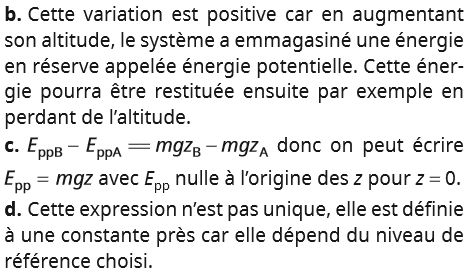 b. Cette variation est positive car en augmentant
son altitude, le système a emmagasiné une énergie
en réserve appelée énergie potentielle. Cette éner-
gie pourra être restituée ensuite par exemple en
perdant de l'altitude.
c. EppB − EppA = mgzB − mgzA donc on peut écrire
Epp = mgz avec Epp nulle à l'origine des z pour z = 0.
d. Cette expression n'est pas unique, elle est définie
à une constante près car elle dépend du niveau de
référence choisi.